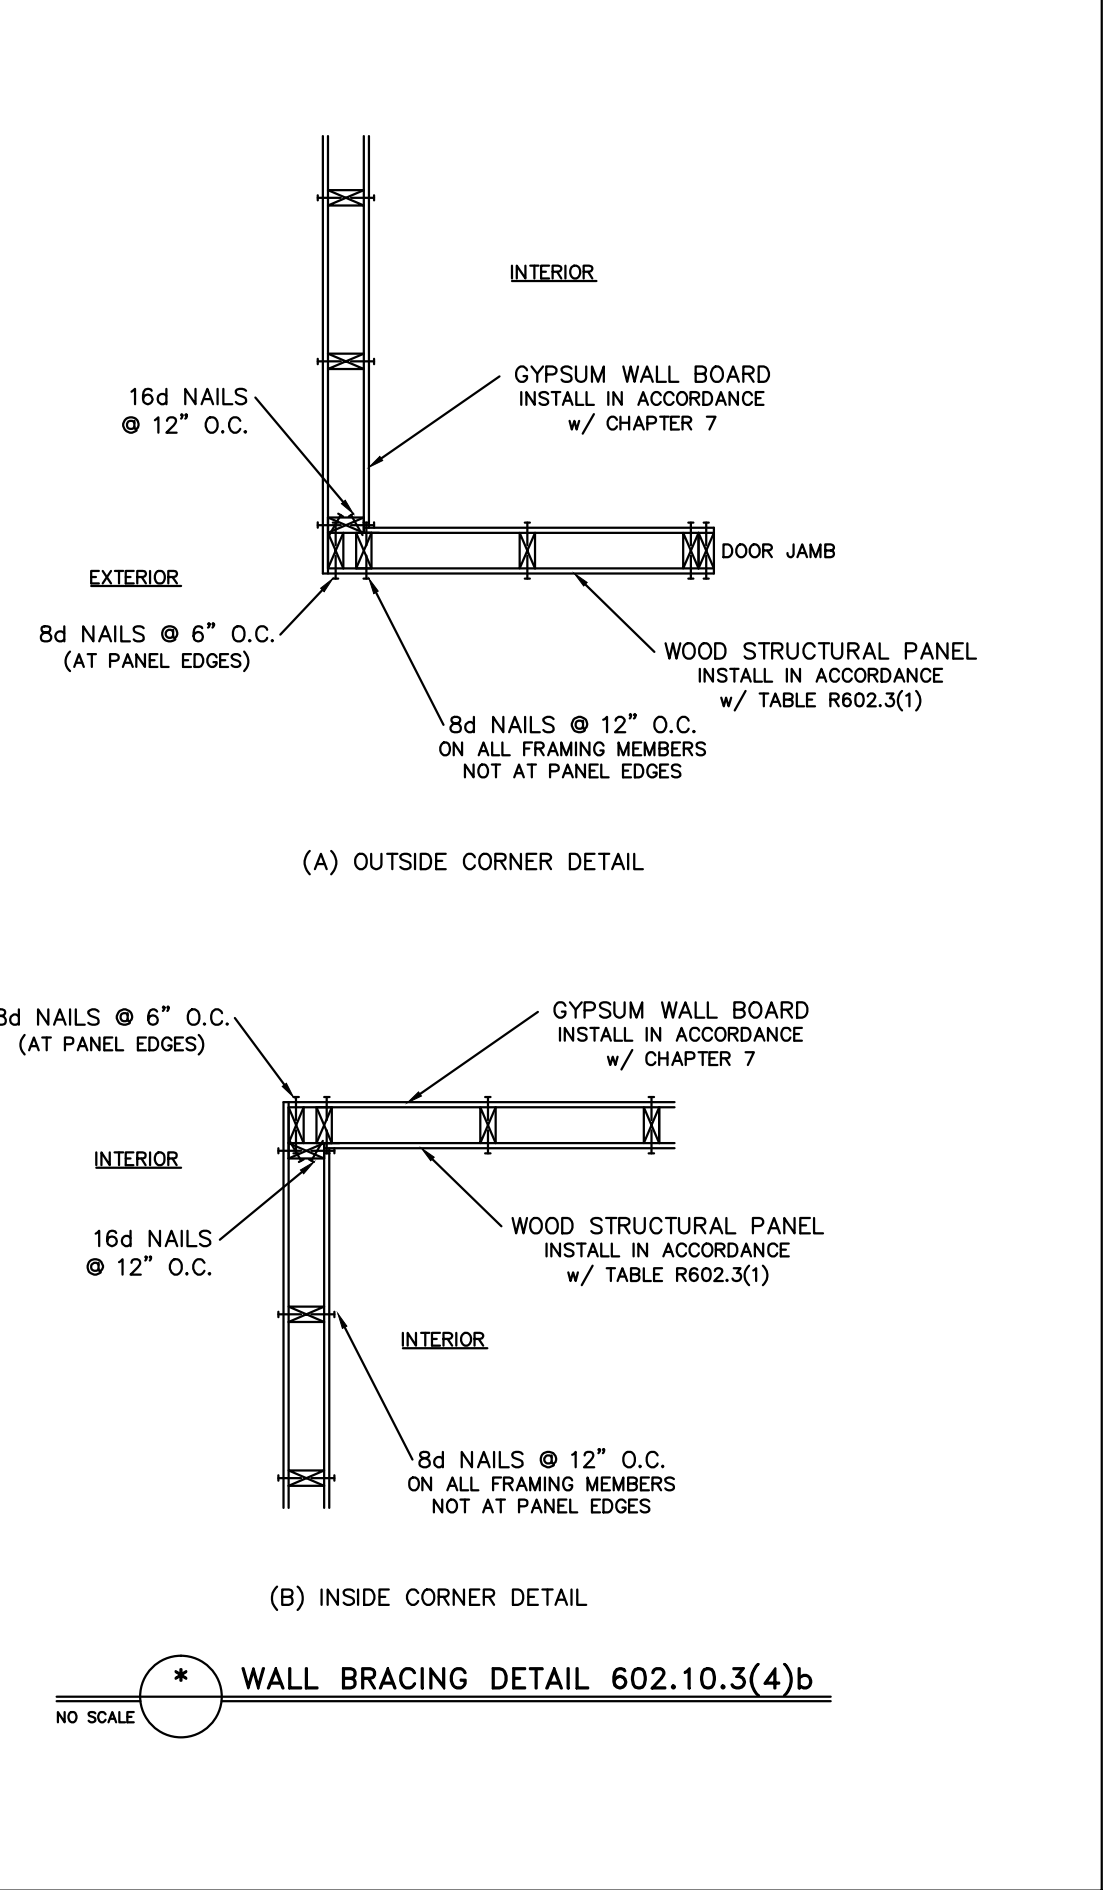 INTERIOR
GYPSUM WALL BOARD
INSTALL IN ACCORDANCE
w/ CHAPTER 7
16d NAILS
@ 12" O.C.
DOOR JAMB
EXTERIOR
8d NAILS @ 6" O.C.
(AT PANEL EDGES)
WOOD STRUCTURAL PANEL
INSTALL IN ACCORDANCE
w/ TABLE R602.3(1)
8d NAILS @ 12" O.C.
ON ALL FRAMING MEMBERS
NOT AT PANEL EDGES
(A) OUTSIDE CORNER DETAIL
8d NAILS @ 6" O.C.
(AT PANEL EDGES)
GYPSUM WALL BOARD
INSTALL IN ACCORDANCE
w/ CHAPTER 7
INTERIOR
16d NAILS
@ 12" O.C.
WOOD STRUCTURAL PANEL
INSTALL IN ACCORDANCE
w/ TABLE R602.3(1)
INTERIOR
8d NAILS @ 12" O.C.
ON ALL FRAMING MEMBERS
NOT AT PANEL EDGES
(B) INSIDE CORNER DETAIL
* WALL BRACING DETAIL 602.10.3(4)b
NO SCALE